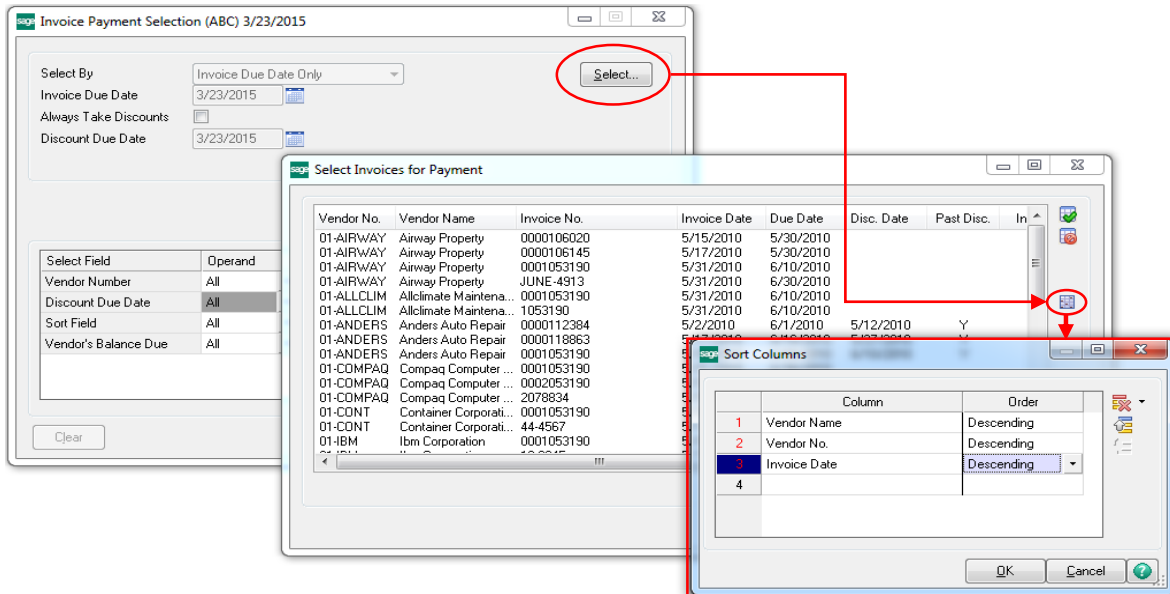 sage Invoice Payment Selection (ABC) 3/23/2015
Select By Invoice Due Date Only Select...
Invoice Due Date 3/23/2015
Always Take Discounts
Discount Due Date 3/23/2015
Select Field Operand
Vendor Number All
Discount Due Date All
Sort Field All
Vendor's Balance Due All
Clear
sage Select Invoices for Payment
Vendor No. Vendor Name Invoice No. Invoice Date Due Date Disc. Date Past Disc. In
01-AIRWAY Airway Property 0000106020 5/15/2010 5/30/2010
01-AIRWAY Airway Property 0000106145 5/17/2010 5/30/2010
01-AIRWAY Airway Property 0001053190 5/31/2010 6/10/2010
01-AIRWAY Airway Property JUNE-4913 5/31/2010 6/30/2010
01-ALLCLIM Allclimate Maintena... 0001053190 5/31/2010 6/10/2010
01-ALLCLIM Allclimate Maintena... 1053190 5/31/2010 6/10/2010
01-ANDERS Anders Auto Repair 0000112384 5/2/2010 6/1/2010 5/12/2010 Y
01-ANDERS Anders Auto Repair 0000118863
01-ANDERS Anders Auto Repair 0001053190
01-COMPAQ Compaq Computer ... 0001053190
01-COMPAQ Compaq Computer ... 0002053190
01-COMPAQ Compaq Computer ... 2078834
01-CONT Container Corporati... 0001053190
01-CONT Container Corporati... 44-4567
01-IBM Ibm Corporation 0001053190
sage Sort Columns
Column Order
1 Vendor Name Descending
2 Vendor No. Descending
3 Invoice Date Descending
4
OK Cancel